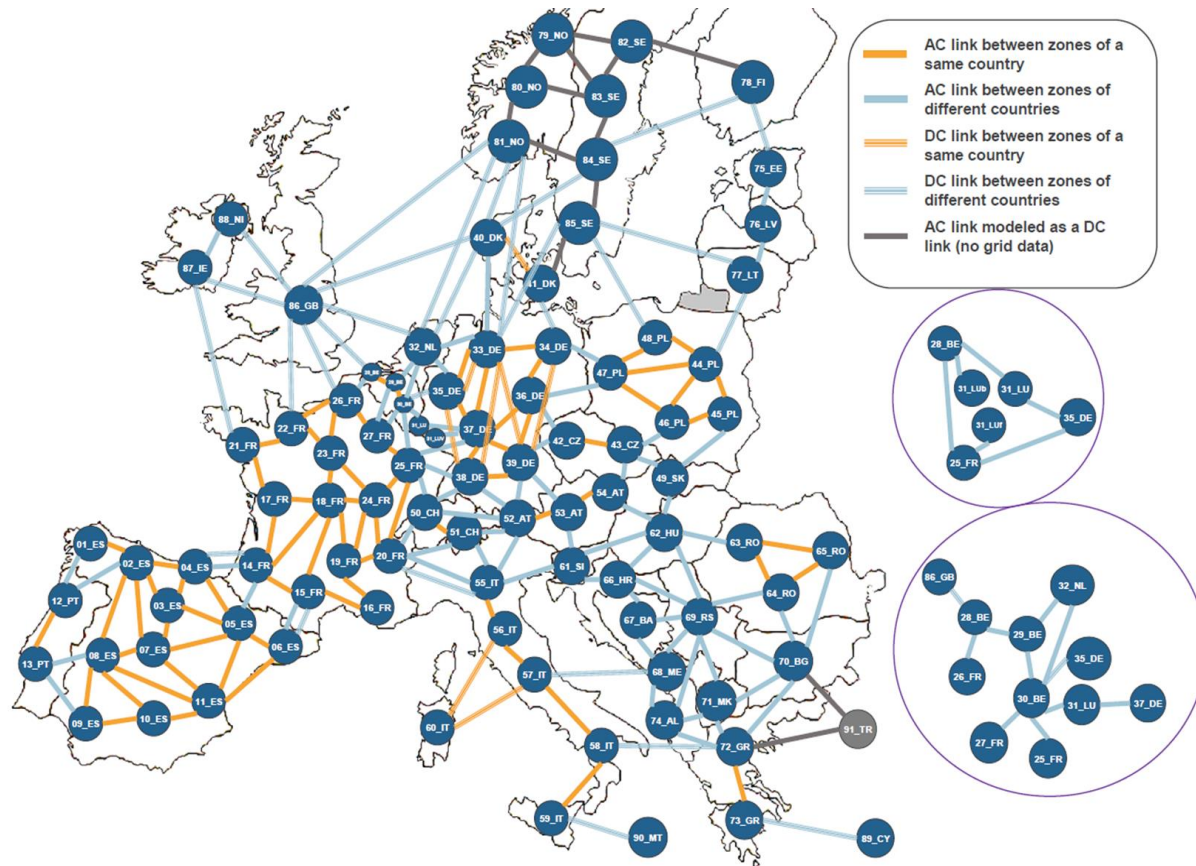 79_NO
82_SE
78_FI
80_NO
83_SE
81_NO
84_SE
75_EE
88_NI
85_SE
76_LV
40_DK
87_IE
77_LT
41_DK
86_GB
48_PL
32_NL
33_DE
34_DE
44_PL
47_PL
35_DE
36_DE
26_FR
45_PL
46_PL
22_FR
27_FR
37_DE
42_CZ
43_CZ
21_FR
23_FR
31_LU
25_FR
39_DE
38_DE
49_SK
17_FR
18_FR
24_FR
54_AT
50_CH
52_AT
53_AT
51_CH
62_HU
01_ES
02_ES
04_ES
14_FR
19_FR
20_FR
63_RO
65_RO
61_SI
55_IT
66_HR
12_PT
03_ES
15_FR
16_FR
64_RO
05_ES
67_BA
69_RS
56_IT
13_PT
08_ES
07_ES
06_ES
57_IT
68_ME
70_BG
11_ES
71_MK
09_ES
10_ES
60_IT
74_AL
91_TR
58_IT
72_GR
59_IT
90_MT
73_GR
89_CY
AC link between zones of a
same country
AC link between zones of
different countries
DC link between zones of a
same country
DC link between zones of
different countries
AC link modeled as a DC
link (no grid data)
28_BE
31_LUb
31_LU
31_LUf
35_DE
25_FR
86_GB
32_NL
28_BE
29_BE
26_FR
35_DE
30_BE
31_LU
37_DE
27_FR
25_FR